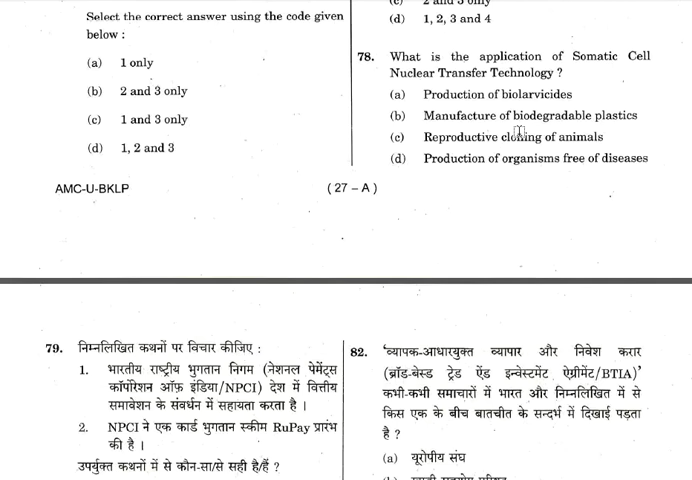 Select the correct answer using the code given
below :
(a) 1 only
(b) 2 and 3 only
(c) 1 and 3 only
(d) 1, 2 and 3
(c) 2 and 3 only
(d) 1, 2, 3 and 4
78. What is the application of Somatic Cell
Nuclear Transfer Technology ?
(a) Production of biolarvicides
(b) Manufacture of biodegradable plastics
(c) Reproductive cloning of animals
(d) Production of organisms free of diseases
AMC-U-BKLP
( 27 – A )
79. निम्नलिखित कथनों पर विचार कीजिए :
1. भारतीय राष्ट्रीय भुगतान निगम (नेशनल पेमेंट्स
कॉर्पोरेशन ऑफ़ इंडिया/NPCI) देश में वित्तीय
समावेशन के संवर्धन में सहायता करता है ।
2. NPCI ने एक कार्ड भुगतान स्कीम RuPay प्रारंभ
की है ।
उपर्युक्त कथनों में से कौन-सा/से सही है/हैं ?
82. ‘व्यापक-आधारयुक्त व्यापार और निवेश करार
(ब्रॉड-बेस्ड ट्रेड ऐंड इन्वेस्टमेंट ऐग्रीमेंट/BTIA)’
कभी-कभी समाचारों में भारत और निम्नलिखित में से
किस एक के बीच बातचीत के सन्दर्भ में दिखाई पड़ता
है ?
(a) यूरोपीय संघ